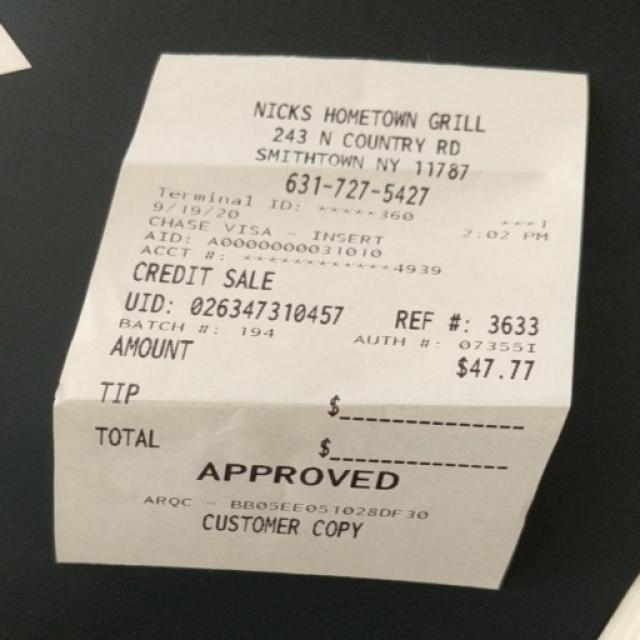 NICKS HOMETOWN GRILL
243 N COUNTRY RD
SMITHTOWN NY 11787
631-727-5427
Terminal ID: *****360 ***1
9/19/20 2:02 PM
CHASE VISA - INSERT
AID: A0000000031010
ACCT #: ************4939
CREDIT SALE
UID: 026347310457 REF #: 3633
BATCH #: 194 AUTH #: 07355I
AMOUNT $47.77
TIP $_______________
TOTAL $_______________
APPROVED
ARQC - BB05EE051028DF30
CUSTOMER COPY